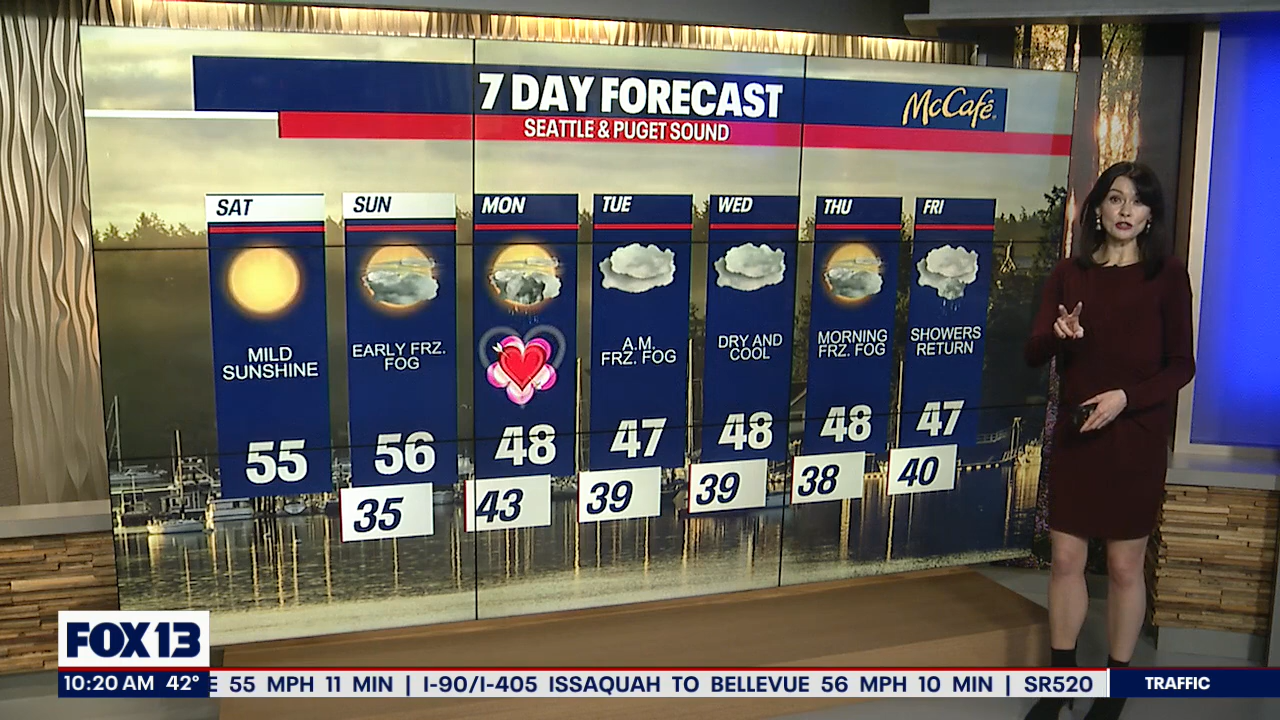 7 DAY FORECAST
McCafé®
SEATTLE & PUGET SOUND
SAT
SUN
MON
TUE
WED
THU
FRI
MILD
SUNSHINE
EARLY FRZ.
FOG
A.M.
FRZ. FOG
DRY AND
COOL
MORNING
FRZ. FOG
SHOWERS
RETURN
55
56
48
47
48
48
47
35
43
39
39
38
40
FOX 13
10:20 AM 42°
E 55 MPH 11 MIN | I-90/I-405 ISSAQUAH TO BELLEVUE 56 MPH 10 MIN | SR520
TRAFFIC